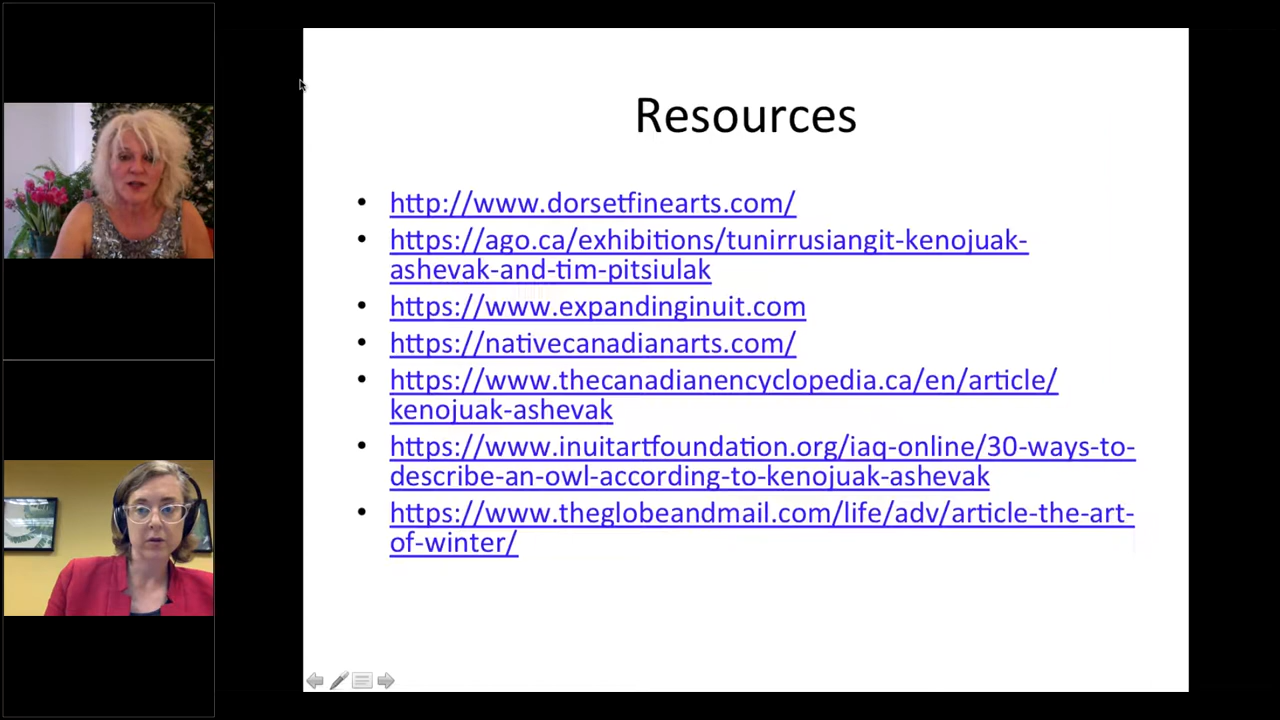 Resources
• http://www.dorsetfinearts.com/
• https://ago.ca/exhibitions/tunirrusiangit-kenojuak-
ashevak-and-tim-pitsiulak
• https://www.expandinginuit.com
• https://nativecanadianarts.com/
• https://www.thecanadianencyclopedia.ca/en/article/
kenojuak-ashevak
• https://www.inuitartfoundation.org/iaq-online/30-ways-to-
describe-an-owl-according-to-kenojuak-ashevak
• https://www.theglobeandmail.com/life/adv/article-the-art-
of-winter/